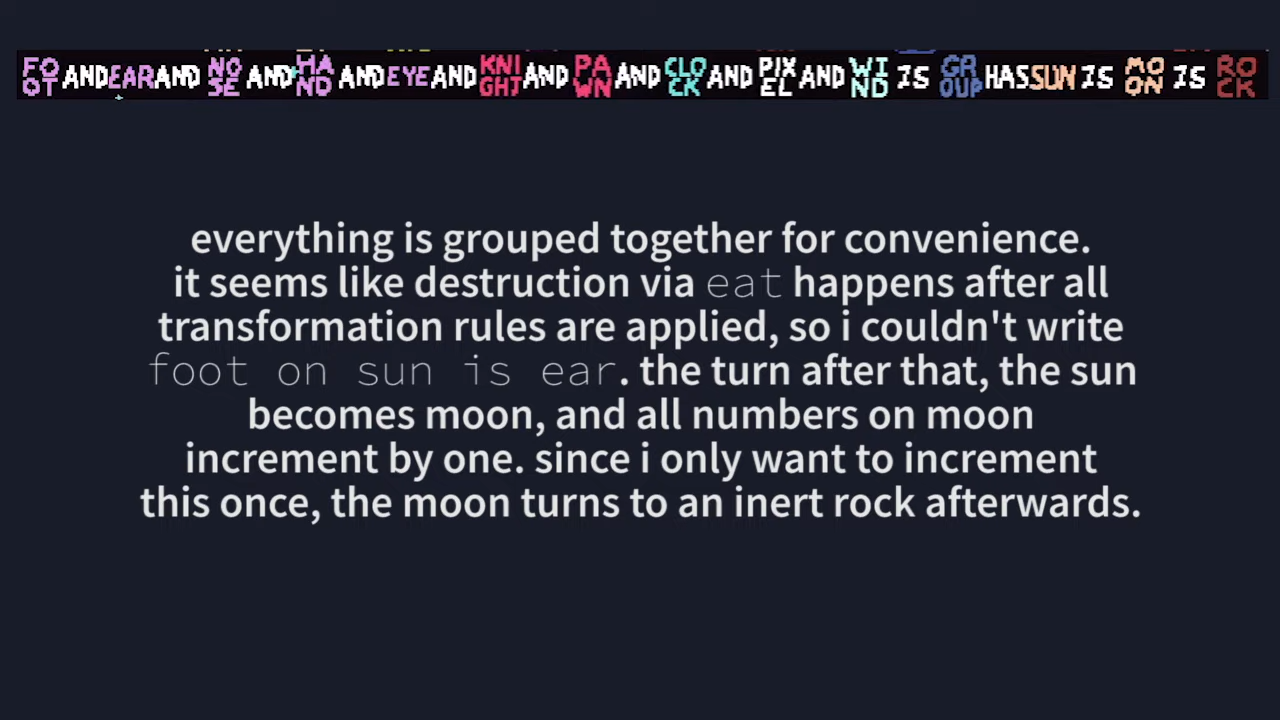 FOOT AND EAR AND NOSE AND HAND AND EYE AND KNIGHT AND PAWN AND CLOCK AND PIXEL AND WIND IS GROUP HAS SUN IS MOON IS ROCK
everything is grouped together for convenience.
it seems like destruction via eat happens after all
transformation rules are applied, so i couldn't write
foot on sun is ear. the turn after that, the sun
becomes moon, and all numbers on moon
increment by one. since i only want to increment
this once, the moon turns to an inert rock afterwards.